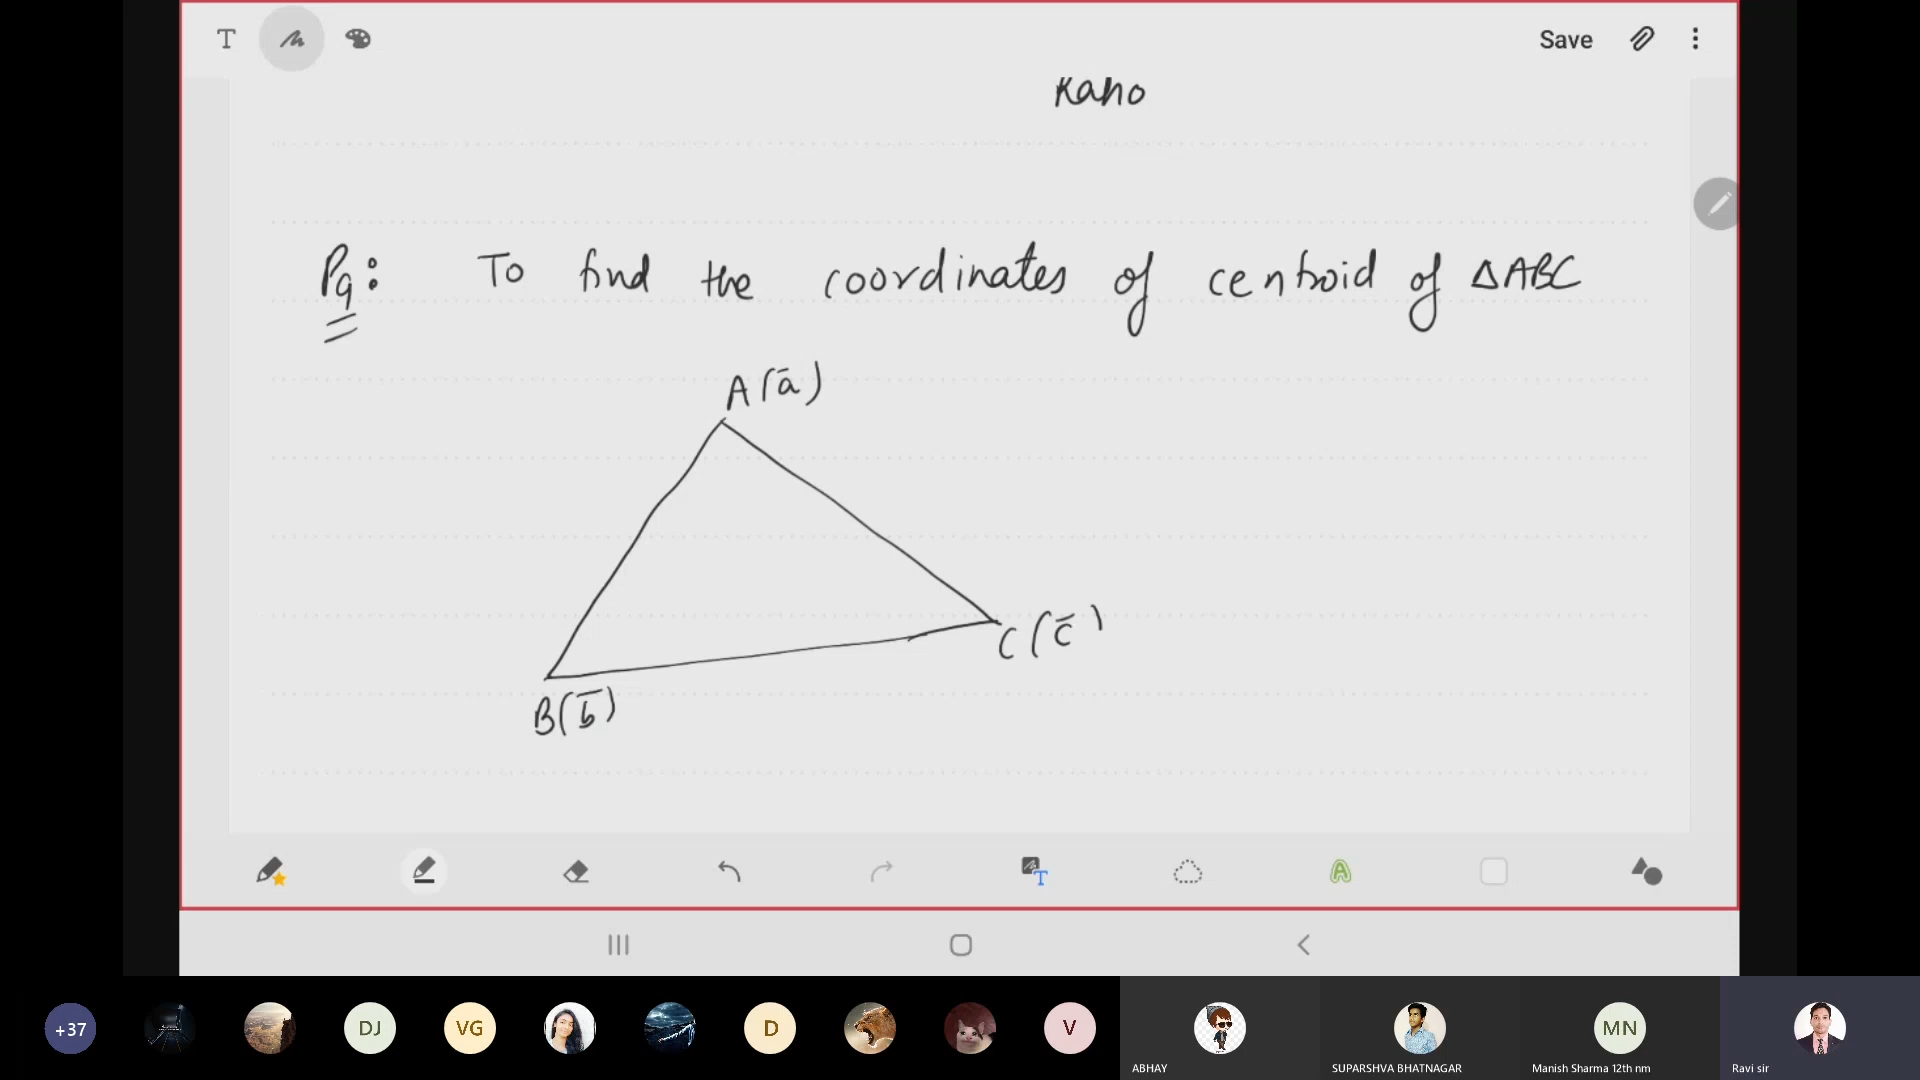 T
Save
Kaho
Pq: To find the coordinates of centroid of ΔABC
A(a̅)
C(c̅)
B(b̅)
T
A
+37
DJ
VG
D
V
MN
ABHAY
SUPARSHVA BHATNAGAR
Manish Sharma 12th nm
Ravi sir